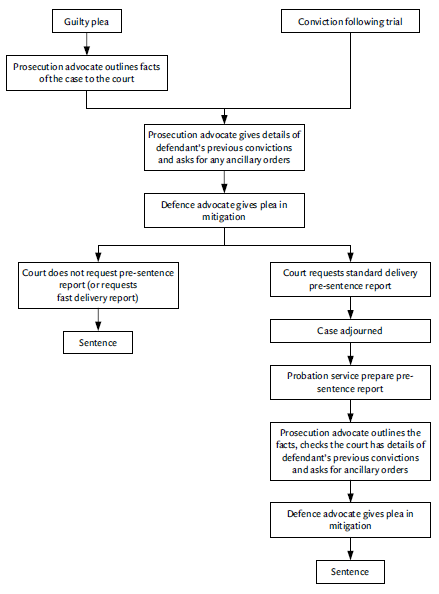 Guilty plea
Conviction following trial
Prosecution advocate outlines facts
of the case to the court
Prosecution advocate gives details of
defendant's previous convictions
and asks for any ancillary orders
Defence advocate gives plea in
mitigation
Court does not request pre-sentence
report (or requests
fast delivery report)
Sentence
Court requests standard delivery
pre-sentence report
Case adjourned
Probation service prepare pre-
sentence report
Prosecution advocate outlines the
facts, checks the court has details of
defendant's previous convictions
and asks for ancillary orders
Defence advocate gives plea in
mitigation
Sentence